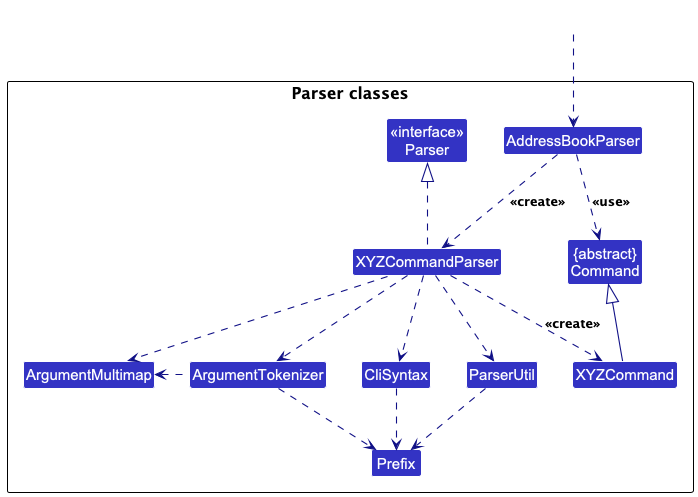 Parser classes
«interface»
Parser
AddressBookParser
«create»
«use»
XYZCommandParser
{abstract}
Command
«create»
ArgumentMultimap
ArgumentTokenizer
CliSyntax
ParserUtil
XYZCommand
Prefix